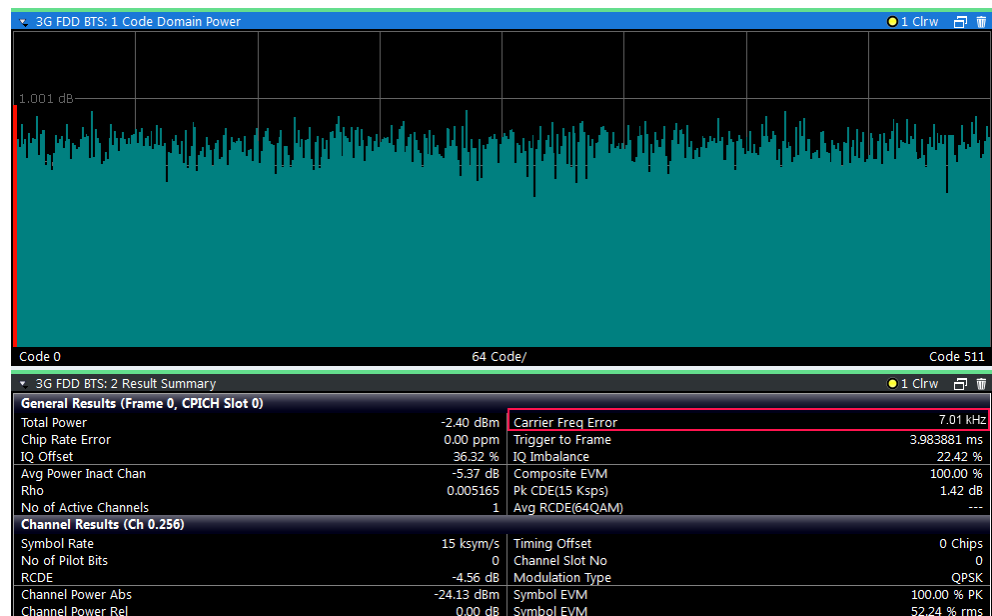 3G FDD BTS: 1 Code Domain Power 1 Clrw
1.001 dB
Code 0 64 Code/ Code 511
3G FDD BTS: 2 Result Summary 1 Clrw
General Results (Frame 0, CPICH Slot 0)
Total Power -2.40 dBm Carrier Freq Error 7.01 kHz
Chip Rate Error 0.00 ppm Trigger to Frame 3.983881 ms
IQ Offset 36.32 % IQ Imbalance 22.42 %
Avg Power Inact Chan -5.37 dB Composite EVM 100.00 %
Rho 0.005165 Pk CDE(15 Ksps) 1.42 dB
No of Active Channels 1 Avg RCDE(64QAM) ---
Channel Results (Ch 0.256)
Symbol Rate 15 ksym/s Timing Offset 0 Chips
No of Pilot Bits 0 Channel Slot No 0
RCDE -4.56 dB Modulation Type QPSK
Channel Power Abs -24.13 dBm Symbol EVM 100.00 % PK
Channel Power Rel 0.00 dB Symbol EVM 52.24 % rms